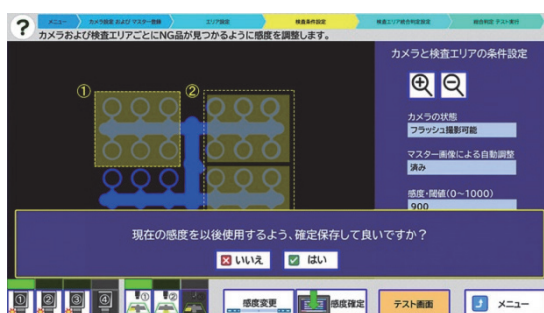 ?
メニュー
カメラ設定 および マスター登録
エリア設定
検査条件設定
検査エリア統合判定設定
統合判定 テスト実行
カメラおよび検査エリアごとにNG品が見つかるように感度を調整します。
カメラと検査エリアの条件設定
①
②
カメラの状態
フラッシュ撮影可能
マスター画像による自動調整
済み
感度・閾値(0~1000)
900
現在の感度を以後使用するよう、確定保存して良いですか?
いいえ
はい
① ② ③ ④ ① ②
感度変更
感度確定
テスト画面
メニュー